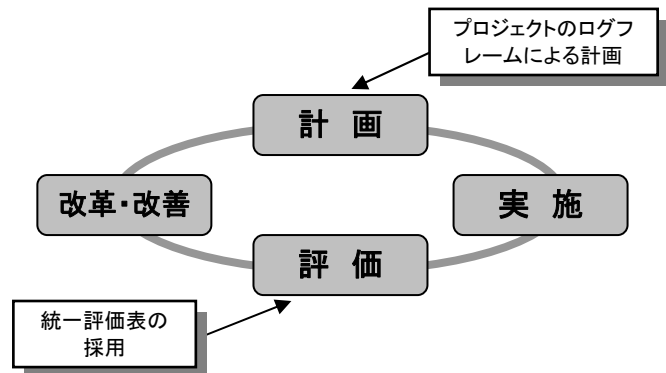 プロジェクトのログフ
レームによる計画
計 画
改革・改善
実 施
評 価
統一評価表の
採用